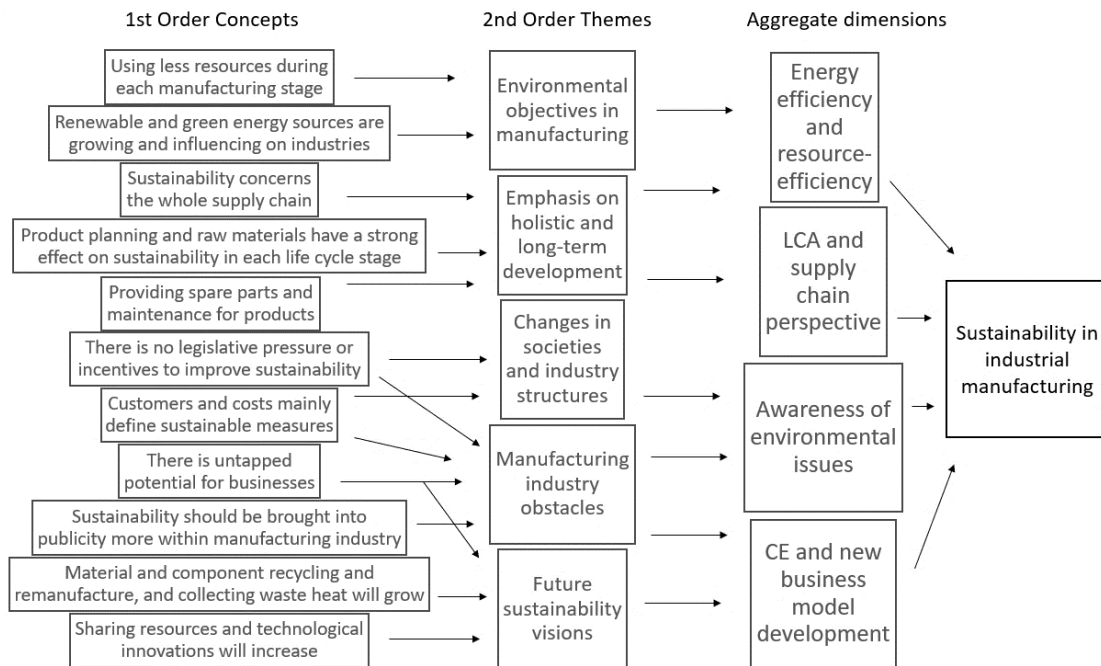 1st Order Concepts
2nd Order Themes
Aggregate dimensions
Using less resources during
each manufacturing stage
Renewable and green energy sources are
growing and influencing on industries
Sustainability concerns
the whole supply chain
Product planning and raw materials have a strong
effect on sustainability in each life cycle stage
Providing spare parts and
maintenance for products
There is no legislative pressure or
incentives to improve sustainability
Customers and costs mainly
define sustainable measures
There is untapped
potential for businesses
Sustainability should be brought into
publicity more within manufacturing industry
Material and component recycling and
remanufacture, and collecting waste heat will grow
Sharing resources and technological
innovations will increase
Environmental
objectives in
manufacturing
Emphasis on
holistic and
long-term
development
Changes in
societies
and industry
structures
Manufacturing
industry
obstacles
Future
sustainability
visions
Energy
efficiency
and
resource-
efficiency
LCA and
supply
chain
perspective
Awareness of
environmental
issues
CE and new
business
model
development
Sustainability in
industrial
manufacturing